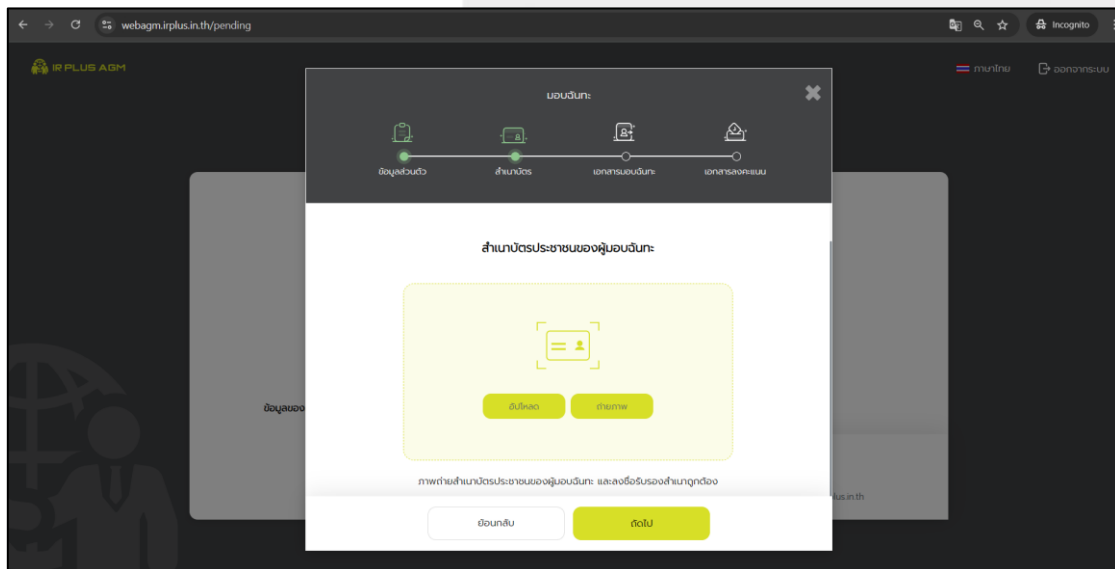 webagm.irplus.in.th/pending
Incognito
IR PLUS AGM
ภาษาไทย
ออกจากระบบ
มอบฉันทะ
ข้อมูลส่วนตัว
สำเนาบัตร
เอกสารมอบฉันทะ
เอกสารลงคะแนน
สำเนาบัตรประชาชนของผู้มอบฉันทะ
อัปโหลด
ถ่ายภาพ
ข้อมูลของ
ภาพถ่ายสำเนาบัตรประชาชนของผู้มอบฉันทะ และลงชื่อรับรองสำเนาถูกต้อง
lus.in.th
ย้อนกลับ
ถัดไป